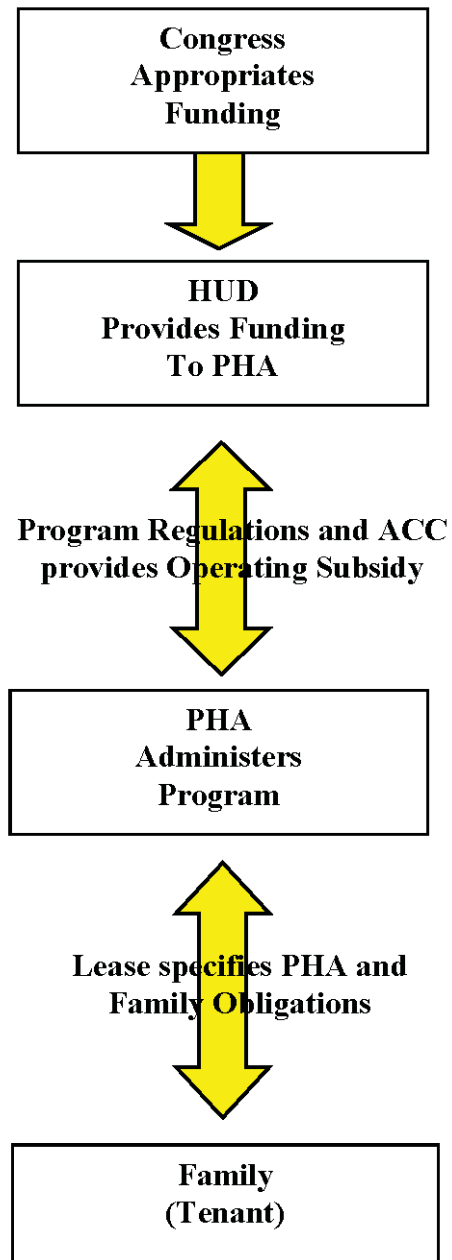 Congress
Appropriates
Funding
HUD
Provides Funding
To PHA
Program Regulations and ACC
provides Operating Subsidy
PHA
Administers
Program
Lease specifies PHA and
Family Obligations
Family
(Tenant)